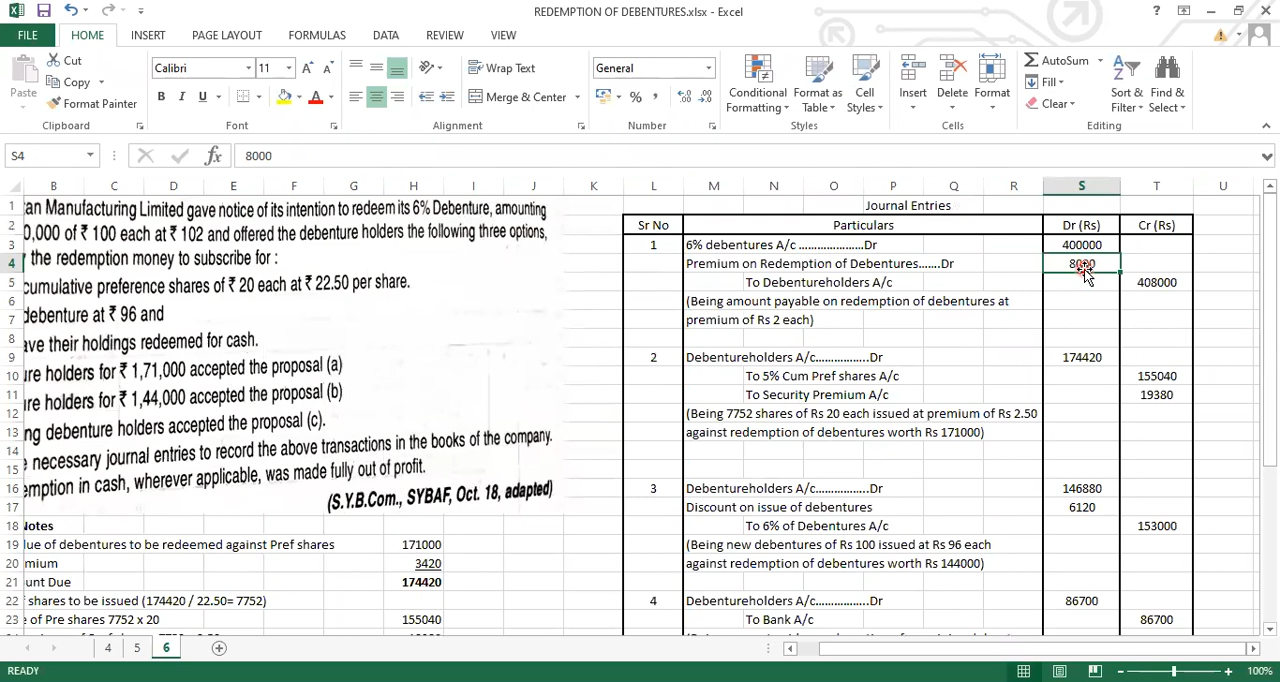 REDEMPTION OF DEBENTURES.xlsx - Excel
FILE HOME INSERT PAGE LAYOUT FORMULAS DATA REVIEW VIEW
Paste
Cut
Copy
Format Painter
Clipboard
Calibri 11
B I U
Font
Wrap Text
Merge & Center
Alignment
General
%
Number
Conditional Formatting
Format as Table
Cell Styles
Styles
Insert Delete Format
Cells
AutoSum
Fill
Clear
Sort & Filter
Find & Select
Editing
S4 fx 8000
B C D E F G H I J K L M N O P Q R S T U
1
2
3
4
5
6
7
8
9
10
11
12
13
14
15
16
17
18
19
20
21
22
23
an Manufacturing Limited gave notice of its intention to redeem its 6% Debenture, amounting
0,000 of ₹ 100 each at ₹ 102 and offered the debenture holders the following three options,
the redemption money to subscribe for :
cumulative preference shares of ₹ 20 each at ₹ 22.50 per share.
debenture at ₹ 96 and
ave their holdings redeemed for cash.
re holders for ₹ 1,71,000 accepted the proposal (a)
re holders for ₹ 1,44,000 accepted the proposal (b)
ng debenture holders accepted the proposal (c).
necessary journal entries to record the above transactions in the books of the company.
emption in cash, wherever applicable, was made fully out of profit.
(S.Y.B.Com., SYBAF, Oct. 18, adapted)
Notes
lue of debentures to be redeemed against Pref shares 171000
mium 3420
unt Due 174420
shares to be issued (174420 / 22.50= 7752)
e of Pre shares 7752 x 20 155040
Journal Entries
Sr No Particulars Dr (Rs) Cr (Rs)
1 6% debentures A/c ......................Dr 400000
Premium on Redemption of Debentures.......Dr 8000
To Debentureholders A/c 408000
(Being amount payable on redemption of debentures at
premium of Rs 2 each)
2 Debentureholders A/c.................Dr 174420
To 5% Cum Pref shares A/c 155040
To Security Premium A/c 19380
(Being 7752 shares of Rs 20 each issued at premium of Rs 2.50
against redemption of debentures worth Rs 171000)
3 Debentureholders A/c.................Dr 146880
Discount on issue of debentures 6120
To 6% of Debentures A/c 153000
(Being new debentures of Rs 100 issued at Rs 96 each
against redemption of debentures worth Rs 144000)
4 Debentureholders A/c.................Dr 86700
To Bank A/c 86700
4 5 6
READY 100%